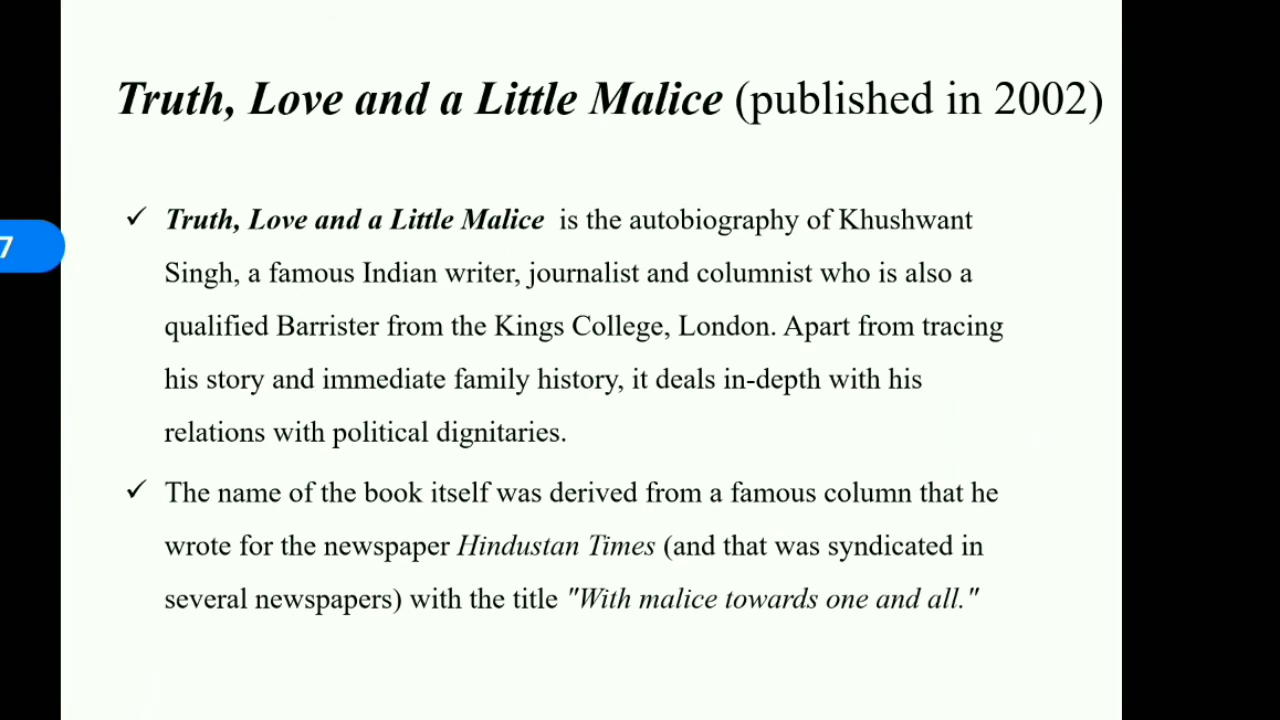 Truth, Love and a Little Malice (published in 2002)
✓ Truth, Love and a Little Malice is the autobiography of Khushwant
Singh, a famous Indian writer, journalist and columnist who is also a
qualified Barrister from the Kings College, London. Apart from tracing
his story and immediate family history, it deals in-depth with his
relations with political dignitaries.
✓ The name of the book itself was derived from a famous column that he
wrote for the newspaper Hindustan Times (and that was syndicated in
several newspapers) with the title "With malice towards one and all."
7